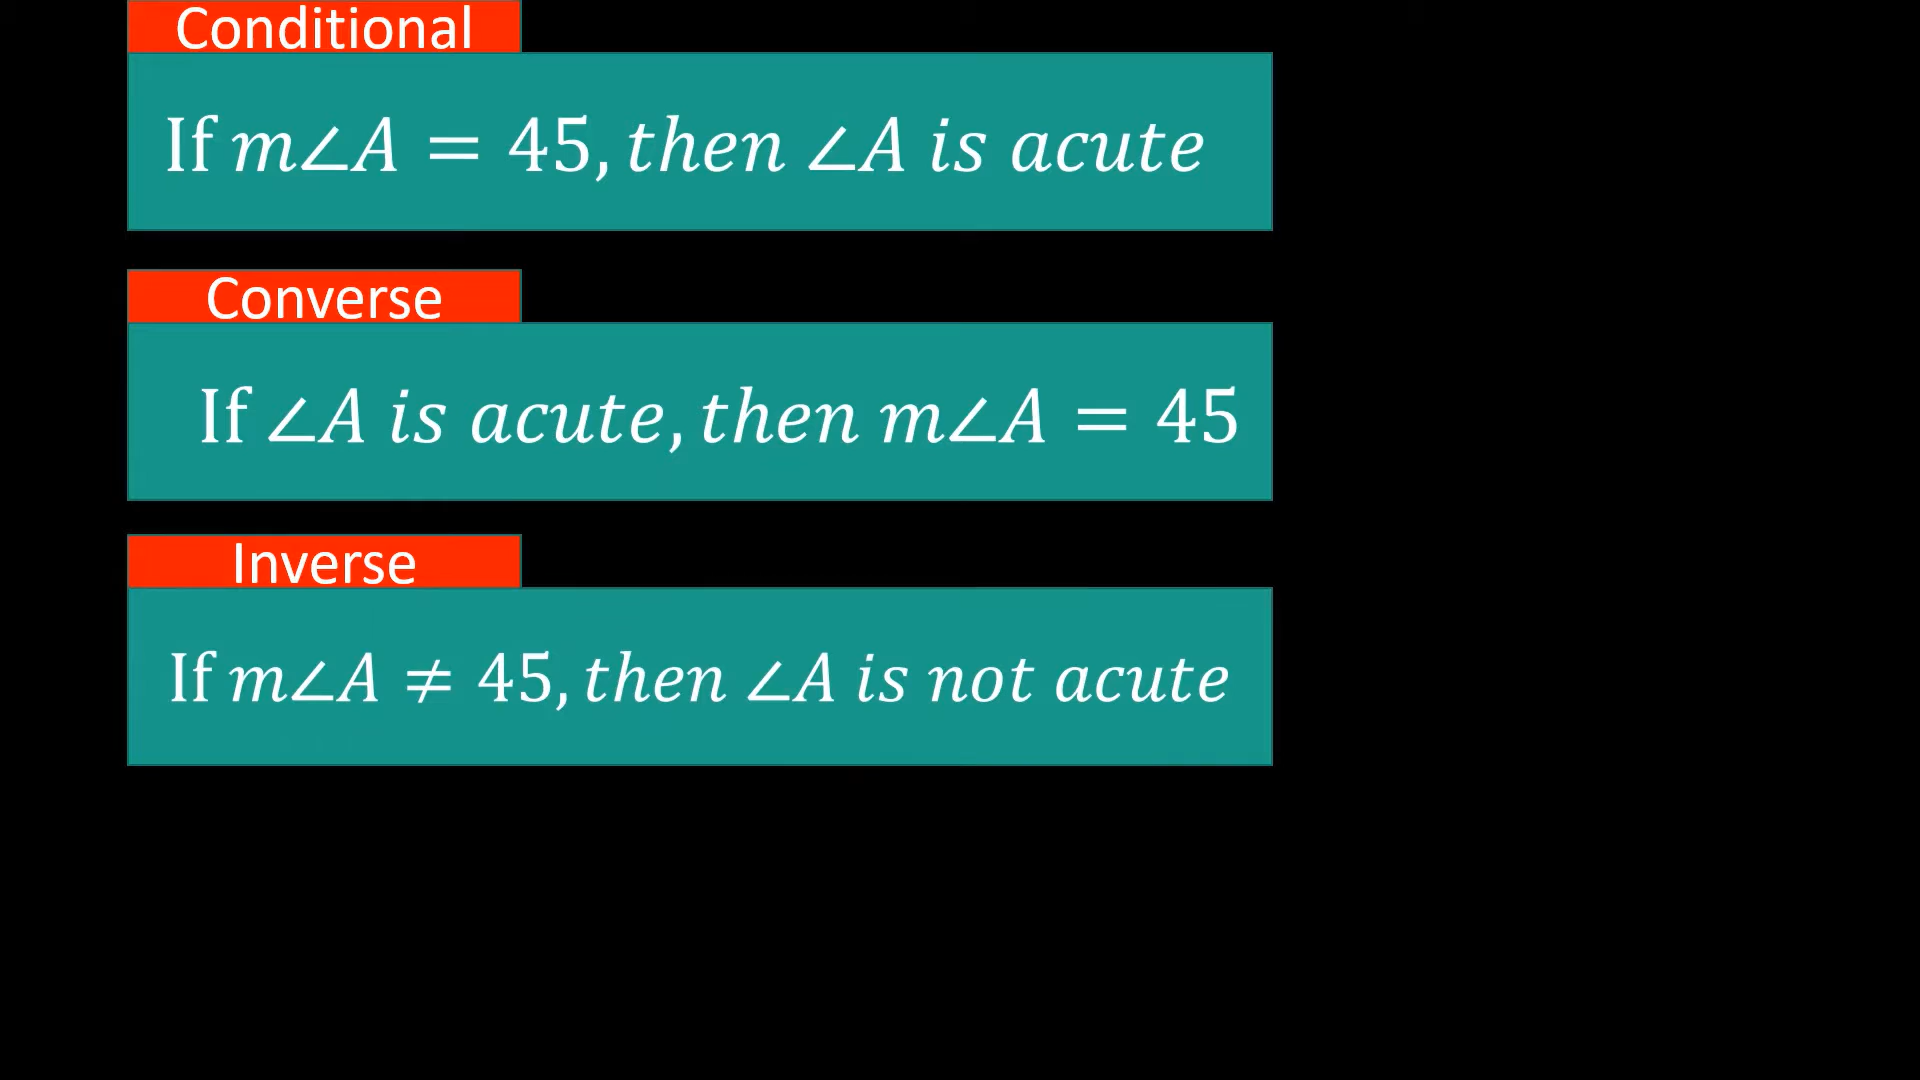 Conditional
If m∠A = 45, then ∠A is acute
Converse
If ∠A is acute, then m∠A = 45
Inverse
If m∠A ≠ 45, then ∠A is not acute